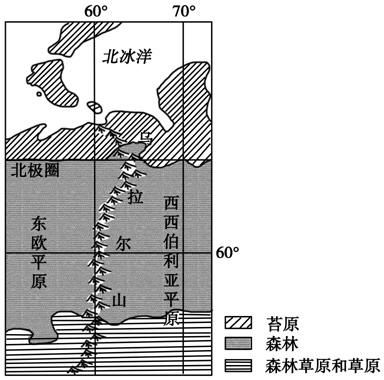 60° 70°
北冰洋
北极圈
乌拉尔山
东欧平原
西西伯利亚平原
60°
苔原
森林
森林草原和草原